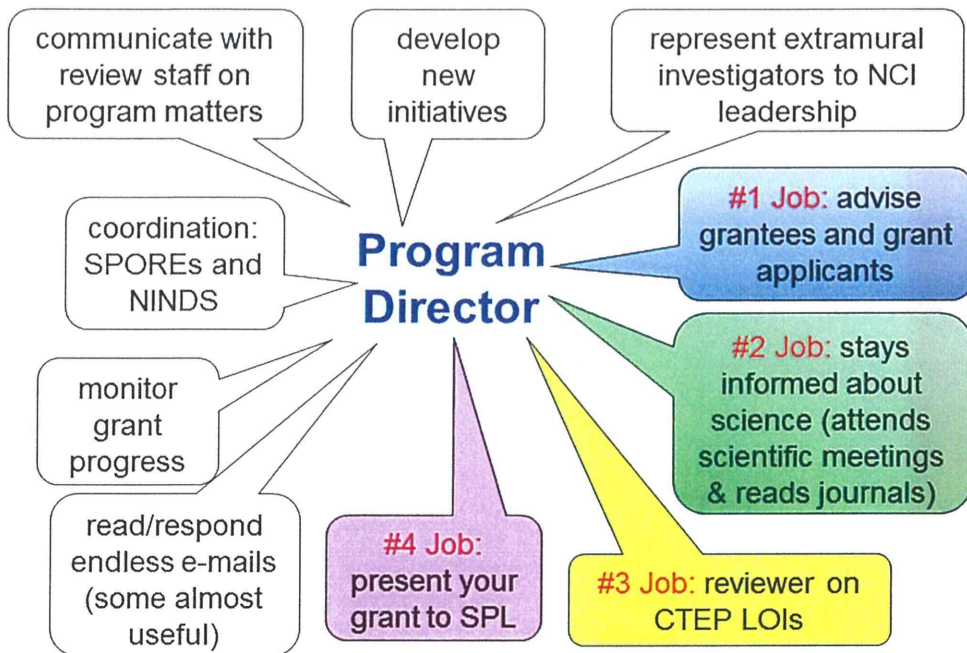 communicate with
review staff on
program matters
develop
new
initiatives
represent extramural
investigators to NCI
leadership
#1 Job: advise
grantees and grant
applicants
coordination:
SPOREs and
NINDS
Program
Director
#2 Job: stays
informed about
science (attends
scientific meetings
& reads journals)
monitor
grant
progress
read/respond
endless e-mails
(some almost
useful)
#4 Job:
present your
grant to SPL
#3 Job: reviewer on
CTEP LOIs